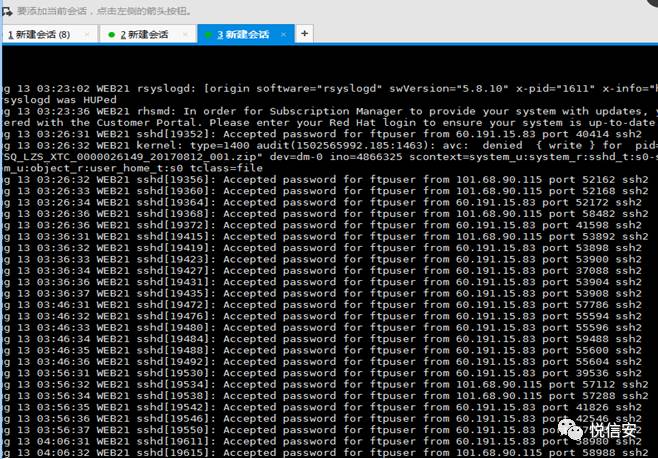 要添加当前会话，点击左侧的箭头按钮。
1 新建会话 (8) × 2 新建会话 × 3 新建会话 × +
ug 13 03:23:02 WEB21 rsyslogd: [origin software="rsyslogd" swVersion="5.8.10" x-pid="1611" x-info="h
rsyslogd was HUPed
ug 13 03:23:36 WEB21 rhsmd: In order for Subscription Manager to provide your system with updates, y
ered with the Customer Portal. Please enter your Red Hat login to ensure your system is up-to-date
ug 13 03:26:31 WEB21 sshd[19352]: Accepted password for ftpuser from 60.191.15.83 port 40414 ssh2
ug 13 03:26:32 WEB21 kernel: type=1400 audit(1502565992.185:1463): avc:  denied  { write } for  pid=
"SQ_LZS_XTC_0000026149_20170812_001.zip" dev=dm-0 ino=4866325 scontext=system_u:system_r:sshd_t:s0-s
em_u:object_r:user_home_t:s0 tclass=file
ug 13 03:26:32 WEB21 sshd[19356]: Accepted password for ftpuser from 101.68.90.115 port 52162 ssh2
ug 13 03:26:33 WEB21 sshd[19360]: Accepted password for ftpuser from 101.68.90.115 port 52168 ssh2
ug 13 03:26:34 WEB21 sshd[19364]: Accepted password for ftpuser from 60.191.15.83 port 52172 ssh2
ug 13 03:26:36 WEB21 sshd[19368]: Accepted password for ftpuser from 101.68.90.115 port 58482 ssh2
ug 13 03:26:36 WEB21 sshd[19372]: Accepted password for ftpuser from 60.191.15.83 port 41598 ssh2
ug 13 03:36:31 WEB21 sshd[19415]: Accepted password for ftpuser from 101.68.90.115 port 53892 ssh2
ug 13 03:36:32 WEB21 sshd[19419]: Accepted password for ftpuser from 60.191.15.83 port 53898 ssh2
ug 13 03:36:33 WEB21 sshd[19423]: Accepted password for ftpuser from 60.191.15.83 port 53900 ssh2
ug 13 03:36:34 WEB21 sshd[19427]: Accepted password for ftpuser from 60.191.15.83 port 37088 ssh2
ug 13 03:36:36 WEB21 sshd[19431]: Accepted password for ftpuser from 60.191.15.83 port 53904 ssh2
ug 13 03:36:37 WEB21 sshd[19435]: Accepted password for ftpuser from 60.191.15.83 port 53908 ssh2
ug 13 03:46:31 WEB21 sshd[19472]: Accepted password for ftpuser from 60.191.15.83 port 57786 ssh2
ug 13 03:46:32 WEB21 sshd[19476]: Accepted password for ftpuser from 60.191.15.83 port 55594 ssh2
ug 13 03:46:33 WEB21 sshd[19480]: Accepted password for ftpuser from 60.191.15.83 port 55596 ssh2
ug 13 03:46:34 WEB21 sshd[19484]: Accepted password for ftpuser from 60.191.15.83 port 59488 ssh2
ug 13 03:46:35 WEB21 sshd[19488]: Accepted password for ftpuser from 60.191.15.83 port 55600 ssh2
ug 13 03:46:36 WEB21 sshd[19492]: Accepted password for ftpuser from 60.191.15.83 port 55604 ssh2
ug 13 03:56:31 WEB21 sshd[19530]: Accepted password for ftpuser from 60.191.15.83 port 39536 ssh2
ug 13 03:56:32 WEB21 sshd[19534]: Accepted password for ftpuser from 101.68.90.115 port 57112 ssh2
ug 13 03:56:34 WEB21 sshd[19538]: Accepted password for ftpuser from 101.68.90.115 port 57288 ssh2
ug 13 03:56:35 WEB21 sshd[19542]: Accepted password for ftpuser from 60.191.15.83 port 41826 ssh2
ug 13 03:56:36 WEB21 sshd[19546]: Accepted password for ftpuser from 60.191.15.83 port 42546 ssh2
ug 13 03:56:37 WEB21 sshd[19550]: Accepted password for ftpuser from 60.191.15.83 ssh2
ug 13 04:06:31 WEB21 sshd[19611]: Accepted password for ftpuser from 60.191.15.83 port 38980 ssh2
ug 13 04:06:32 WEB21 sshd[19615]: Accepted password for ftpuser from 101.68.90.115 port 58988 ssh2
悦信安